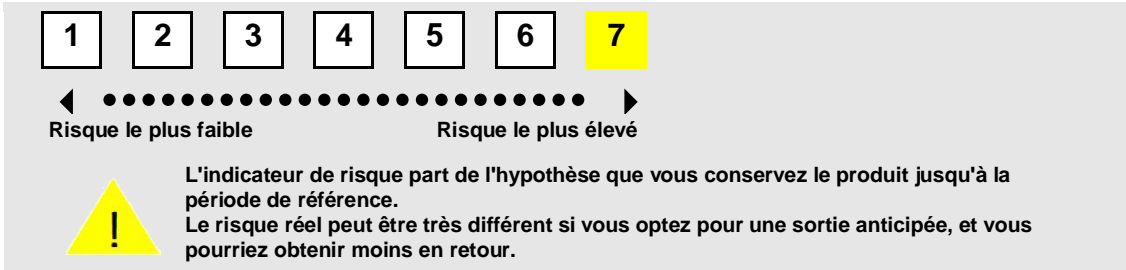 1 2 3 4 5 6 7
Risque le plus faible Risque le plus élevé
L'indicateur de risque part de l'hypothèse que vous conservez le produit jusqu'à la
période de référence.
Le risque réel peut être très différent si vous optez pour une sortie anticipée, et vous
pourriez obtenir moins en retour.
!